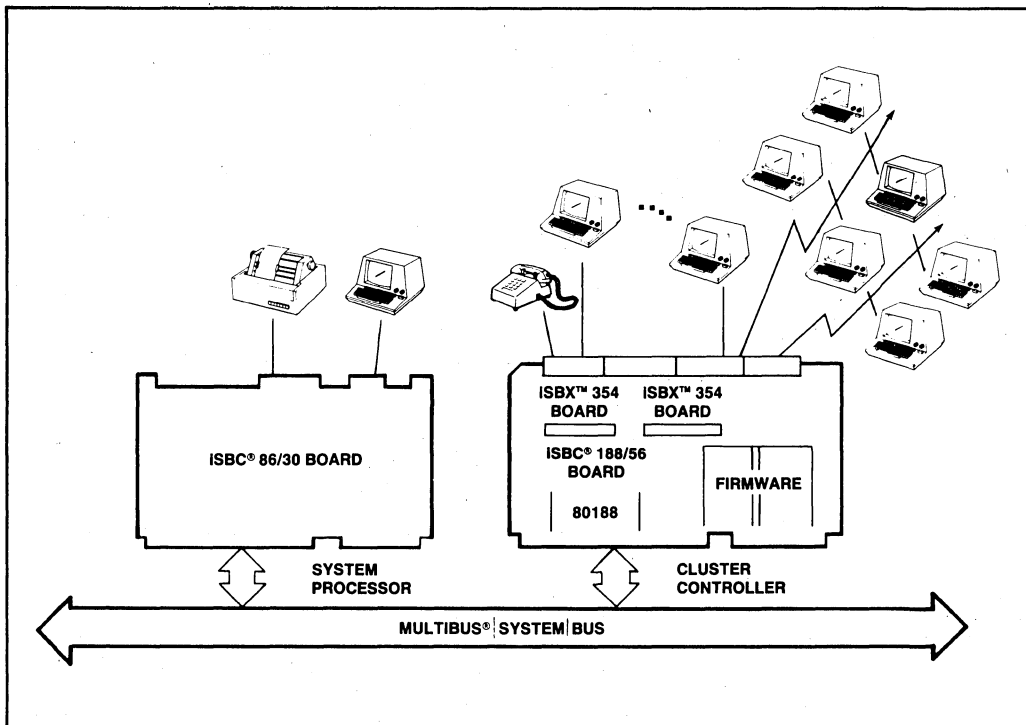 iSBX™ 354
BOARD
iSBX™ 354
BOARD
iSBC® 86/30 BOARD
iSBC® 188/56
BOARD
FIRMWARE
80188
SYSTEM
PROCESSOR
CLUSTER
CONTROLLER
MULTIBUS® SYSTEM BUS